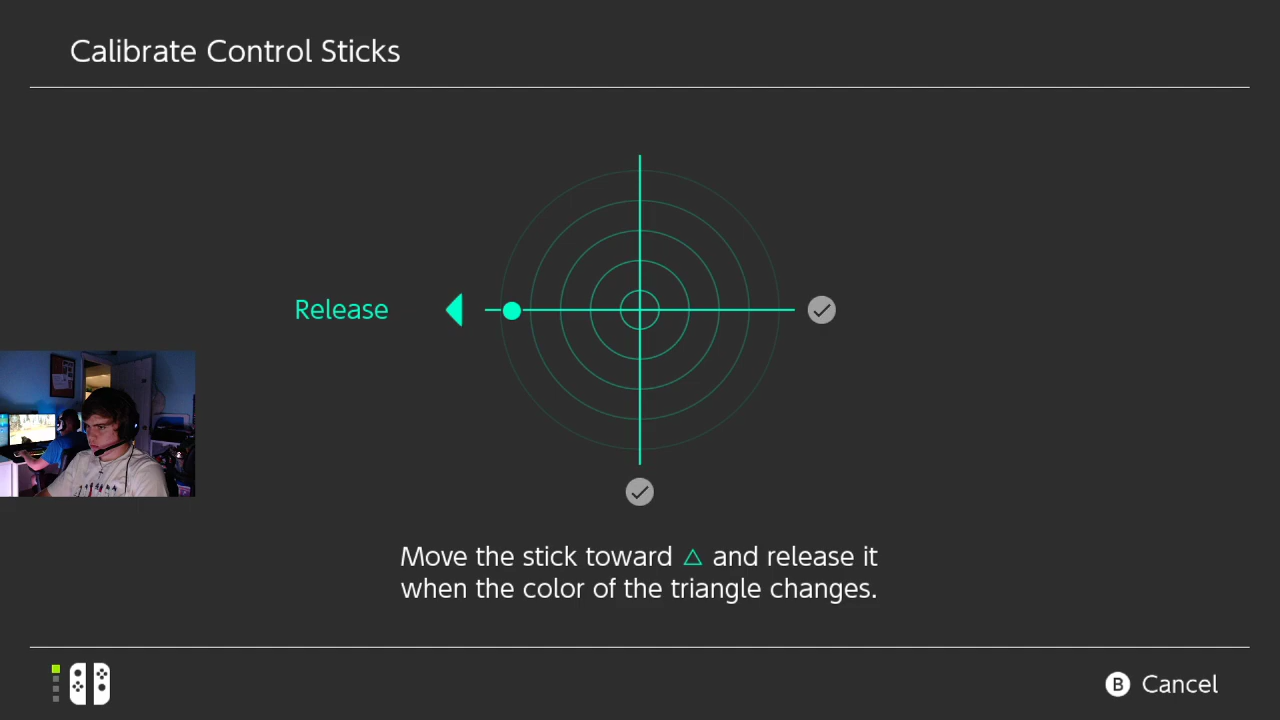 Calibrate Control Sticks
Release
Move the stick toward △ and release it
when the color of the triangle changes.
B Cancel